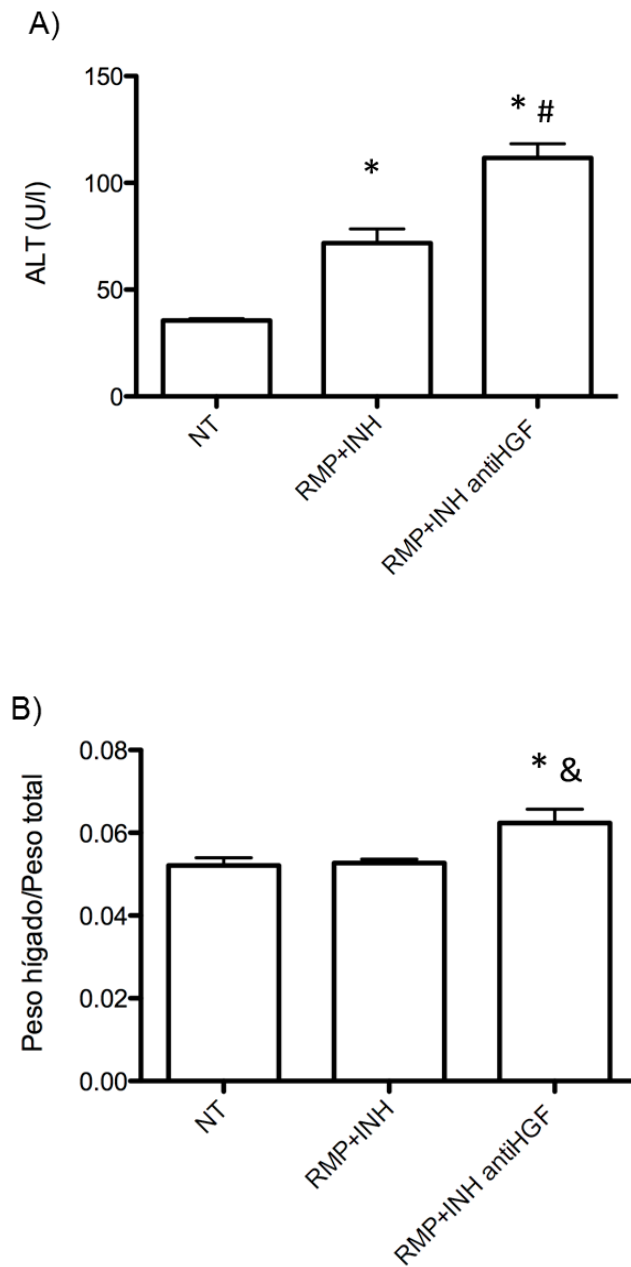 A)
150
100
50
0
ALT (U/l)
*
* #
NT
RMP+INH
RMP+INH antiHGF
B)
0.08
0.06
0.04
0.02
0.00
Peso hígado/Peso total
* &
NT
RMP+INH
RMP+INH antiHGF